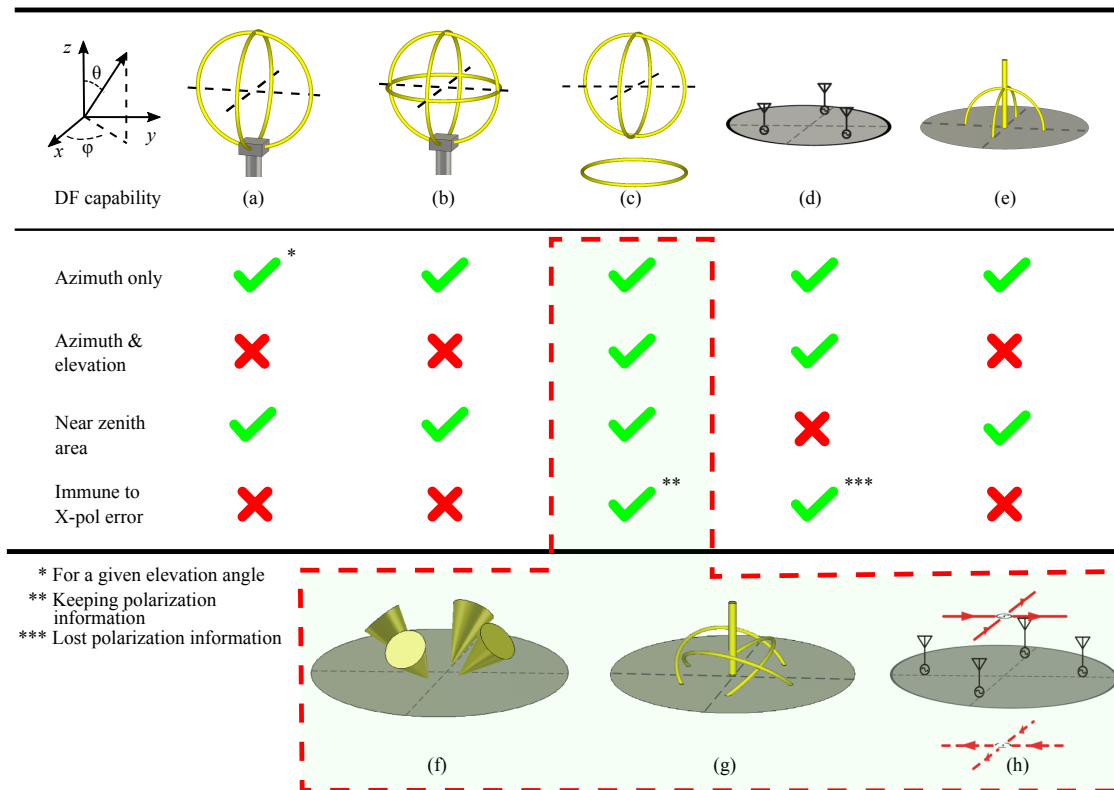 z
θ
y
x
φ
DF capability
(a)
(b)
(c)
(d)
(e)
Azimuth only
*
Azimuth &
elevation
Near zenith
area
Immune to
X-pol error
**
***
* For a given elevation angle
** Keeping polarization
information
*** Lost polarization information
(f)
(g)
(h)